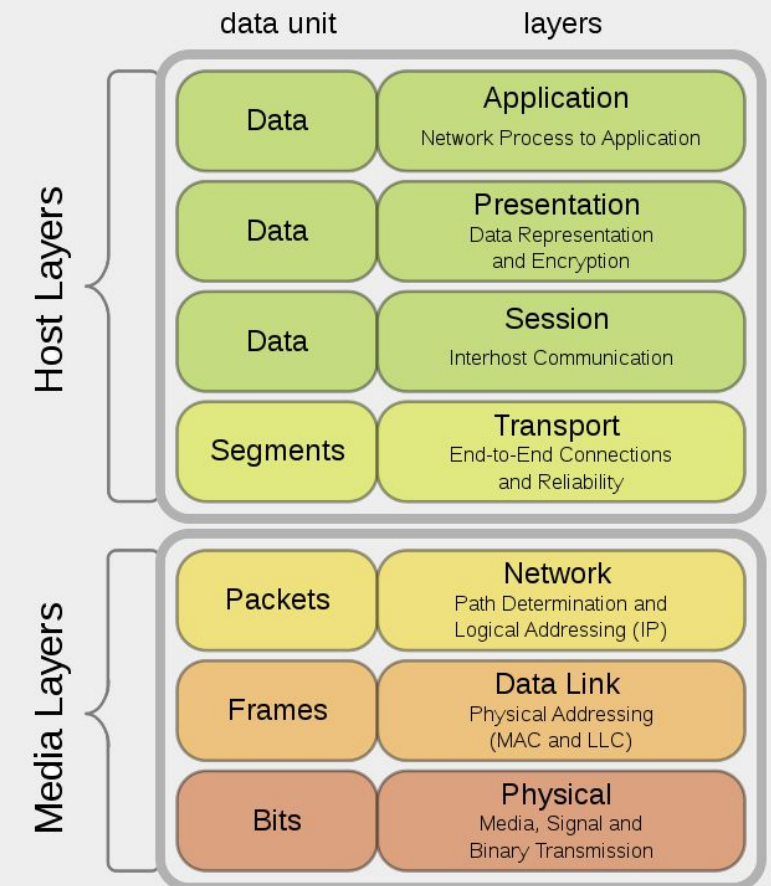 data unit layers
Host Layers
Data
Application
Network Process to Application
Data
Presentation
Data Representation
and Encryption
Data
Session
Interhost Communication
Segments
Transport
End-to-End Connections
and Reliability
Media Layers
Packets
Network
Path Determination and
Logical Addressing (IP)
Frames
Data Link
Physical Addressing
(MAC and LLC)
Bits
Physical
Media, Signal and
Binary Transmission